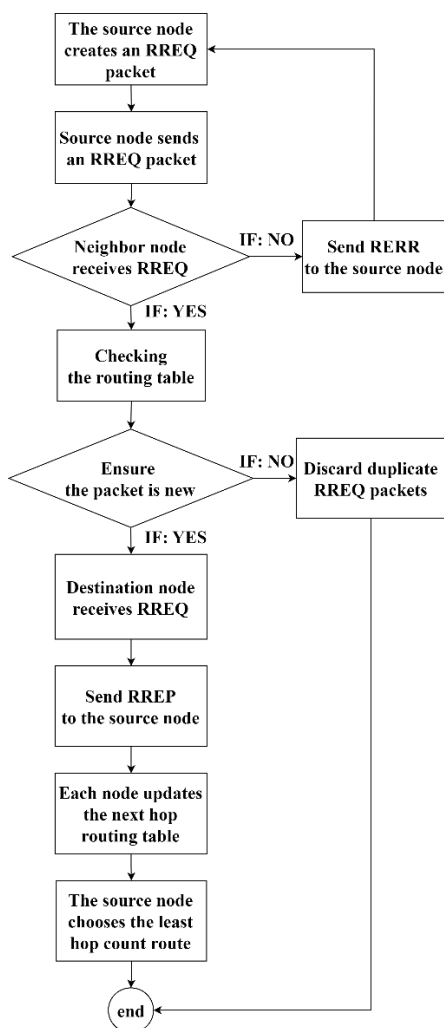 The source node
creates an RREQ
packet
Source node sends
an RREQ packet
Neighbor node
receives RREQ
IF: NO
Send RERR
to the source node
IF: YES
Checking
the routing table
Ensure
the packet is new
IF: NO
Discard duplicate
RREQ packets
IF: YES
Destination node
receives RREQ
Send RREP
to the source node
Each node updates
the next hop
routing table
The source node
chooses the least
hop count route
end